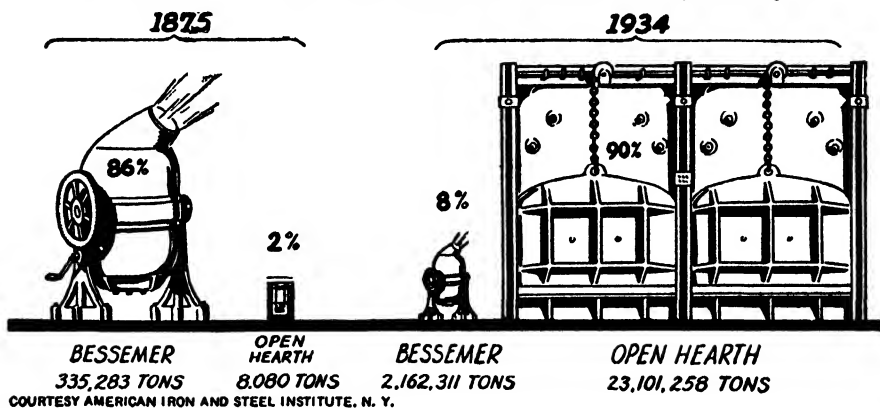 1875
1934
86%
2%
8%
90%
BESSEMER
335,283 TONS
OPEN
HEARTH
8.080 TONS
BESSEMER
2,162,311 TONS
OPEN HEARTH
23,101,258 TONS
COURTESY AMERICAN IRON AND STEEL INSTITUTE, N. Y.